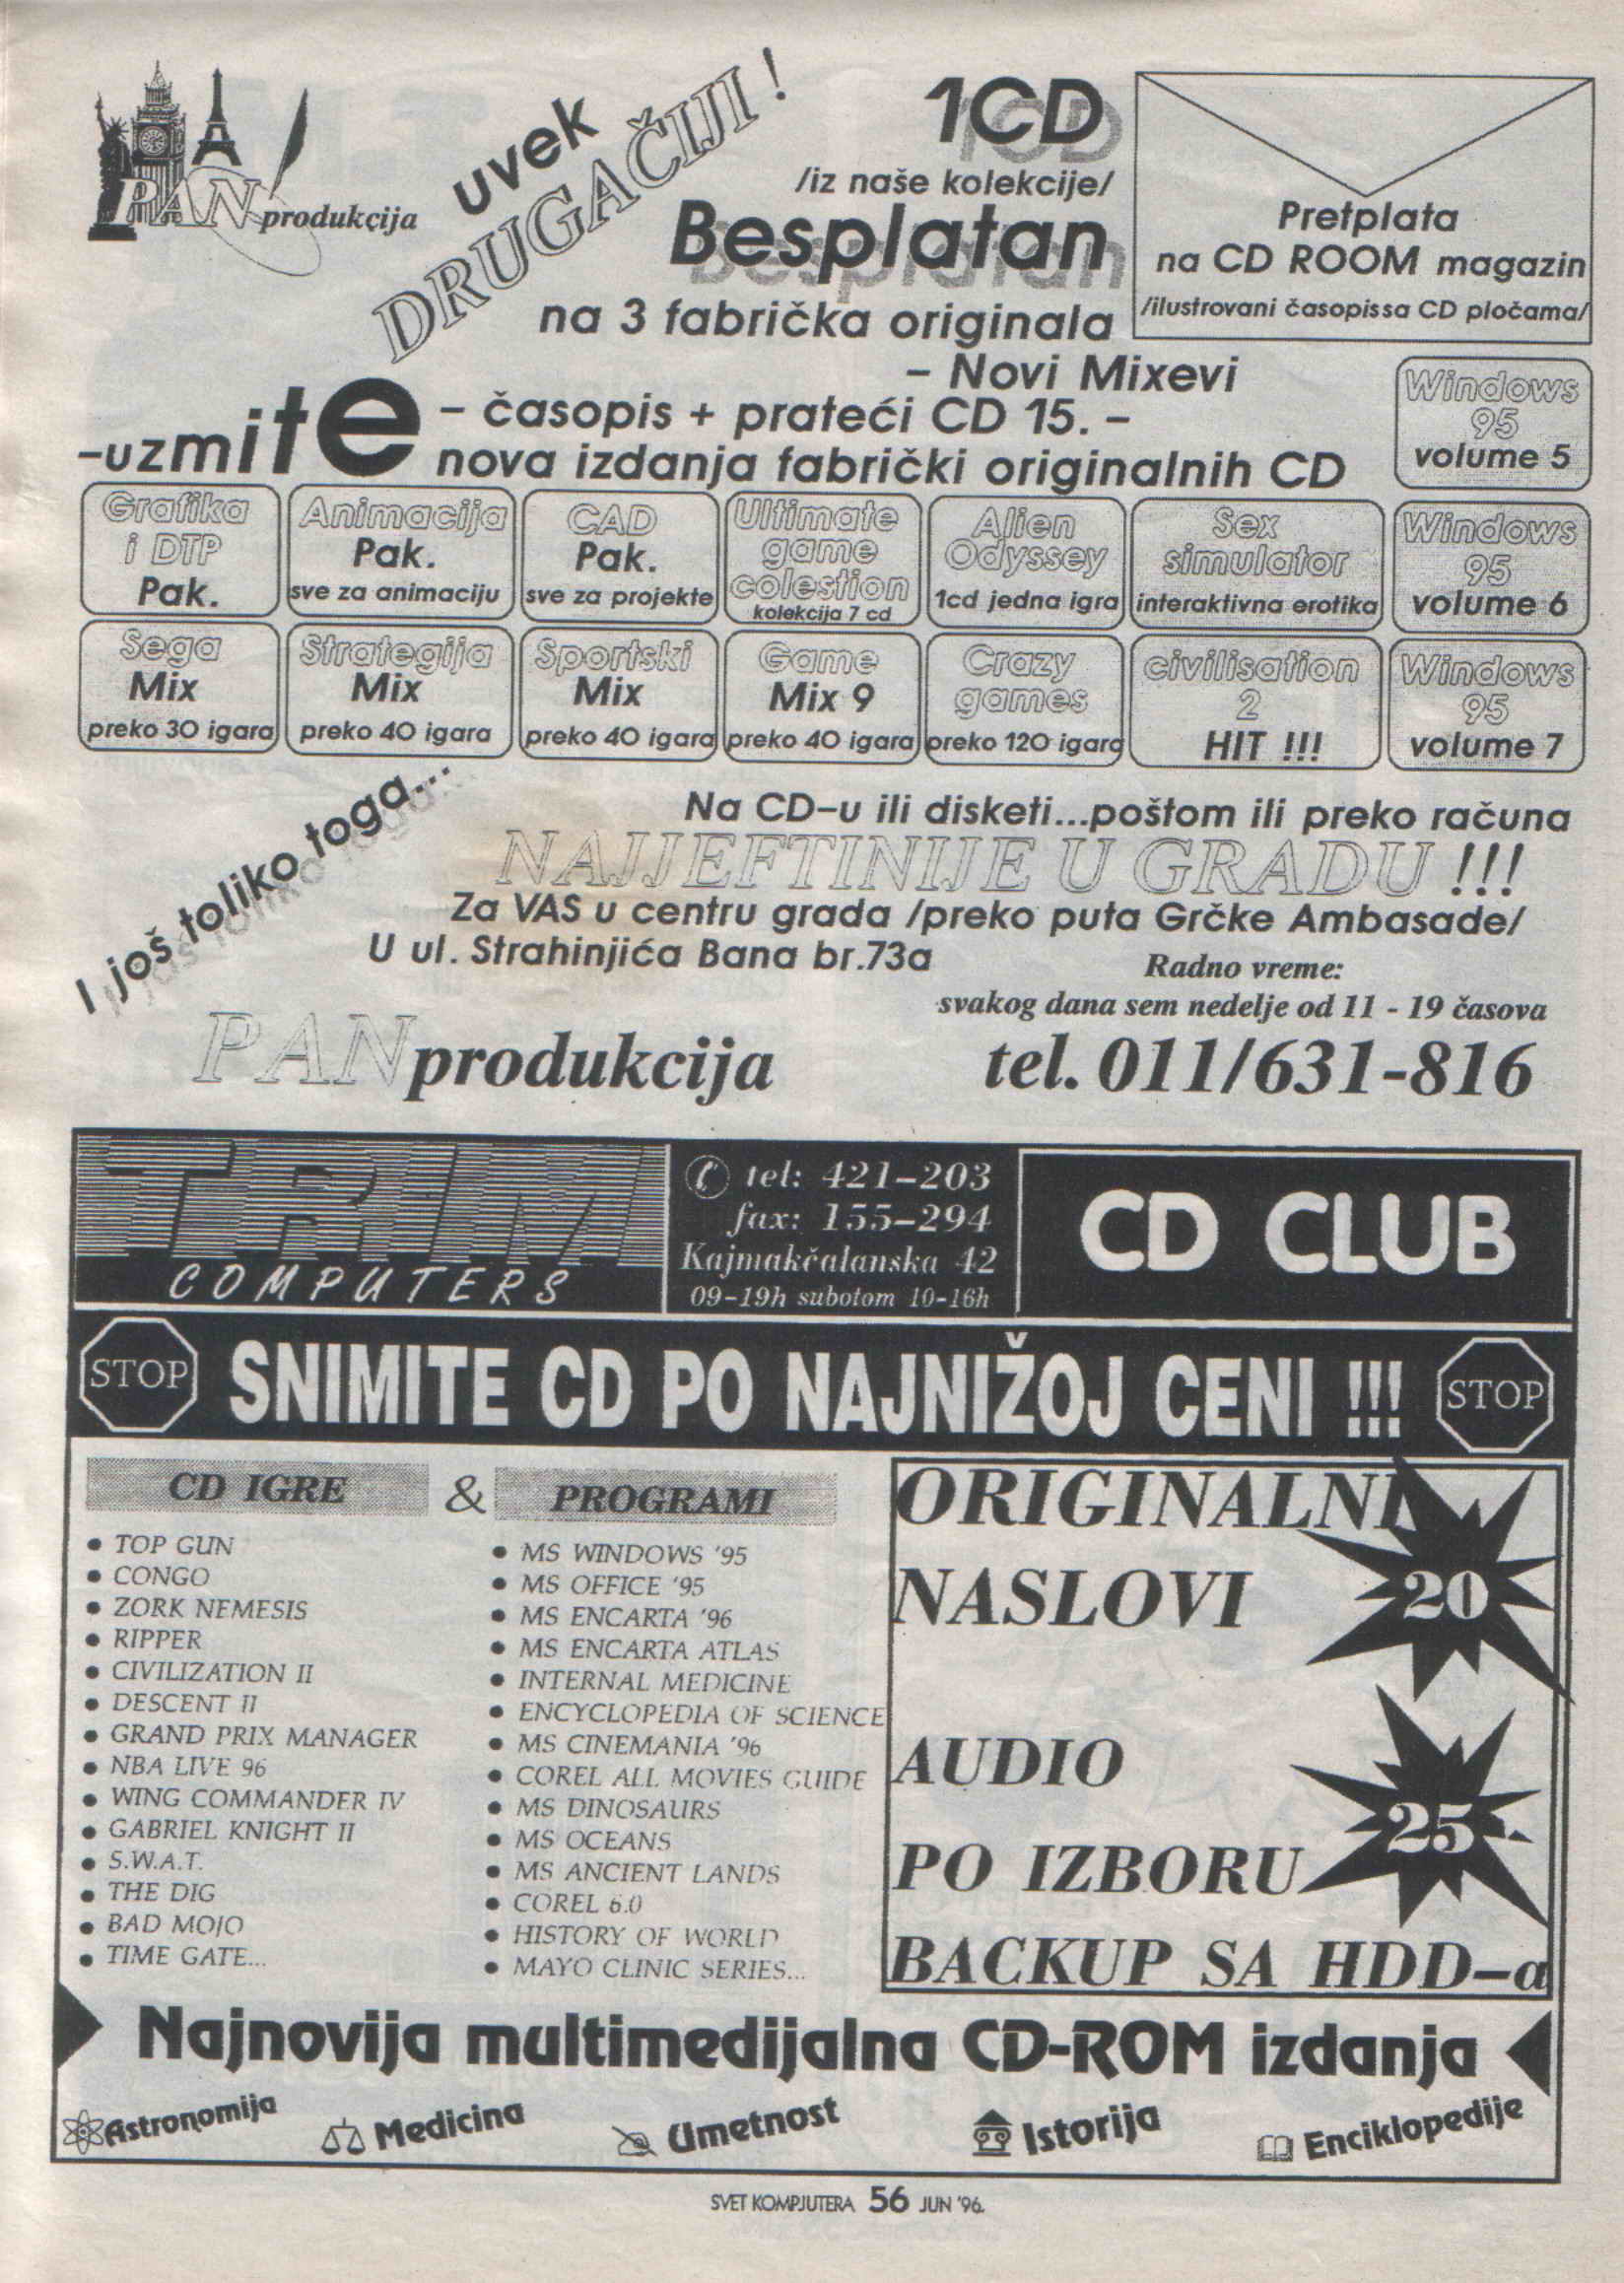 PAN produkcija
uvek
DRUGAČIJI !
1CD
/iz naše kolekcije/
Besplatan
na 3 fabrička originala
Pretplata
na CD ROOM magazin
/ilustrovani časopissa CD pločama/
- Novi Mixevi
-uzmite
- časopis + prateći CD 15. -
nova izdanja fabrički originalnih CD
Windows
95
volume 5
Grafika
i DTP
Pak.
Animacija
Pak.
sve za animaciju
CAD
Pak.
sve za projekte
Ultimate
game
colestion
kolekcija 7 cd
Alien
Odyssey
1cd jedna igra
Sex
simulator
interaktivna erotika
Windows
95
volume 6
Sega
Mix
preko 30 igara
Strategija
Mix
preko 40 igara
Sportski
Mix
preko 40 igara
Game
Mix 9
preko 40 igara
Crazy
games
preko 120 igara
civilisation
2
HIT !!!
Windows
95
volume 7
I još toliko toga...
Na CD-u ili disketi...poštom ili preko računa
NAJJEFTINIJE U GRADU !!!
Za VAS u centru grada /preko puta Grčke Ambasade/
U ul. Strahinjića Bana br.73a
Radno vreme:
svakog dana sem nedelje od 11 - 19 časova
PAN produkcija
tel. 011/631-816
TRIM
COMPUTERS
tel: 421-203
fax: 155-294
Kajmakčalanska 42
09-19h subotom 10-16h
CD CLUB
STOP
SNIMITE CD PO NAJNIŽOJ CENI !!!
STOP
CD IGRE
&
PROGRAMI
• TOP GUN
• CONGO
• ZORK NEMESIS
• RIPPER
• CIVILIZATION II
• DESCENT II
• GRAND PRIX MANAGER
• NBA LIVE 96
• WING COMMANDER IV
• GABRIEL KNIGHT II
• S.W.A.T.
• THE DIG
• BAD MOJO
• TIME GATE...
• MS WINDOWS '95
• MS OFFICE '95
• MS ENCARTA '96
• MS ENCARTA ATLAS
• INTERNAL MEDICINE
• ENCYCLOPEDIA OF SCIENCE
• MS CINEMANIA '96
• COREL ALL MOVIES GUIDE
• MS DINOSAURS
• MS OCEANS
• MS ANCIENT LANDS
• COREL 6.0
• HISTORY OF WORLD
• MAYO CLINIC SERIES...
ORIGINALNI
NASLOVI
20
AUDIO
25
PO IZBORU
BACKUP SA HDD-a
Najnovija multimedijalna CD-ROM izdanja
Astronomija
Medicina
Umetnost
Istorija
Enciklopedije
SVET KOMPJUTERA 56 JUN '96.